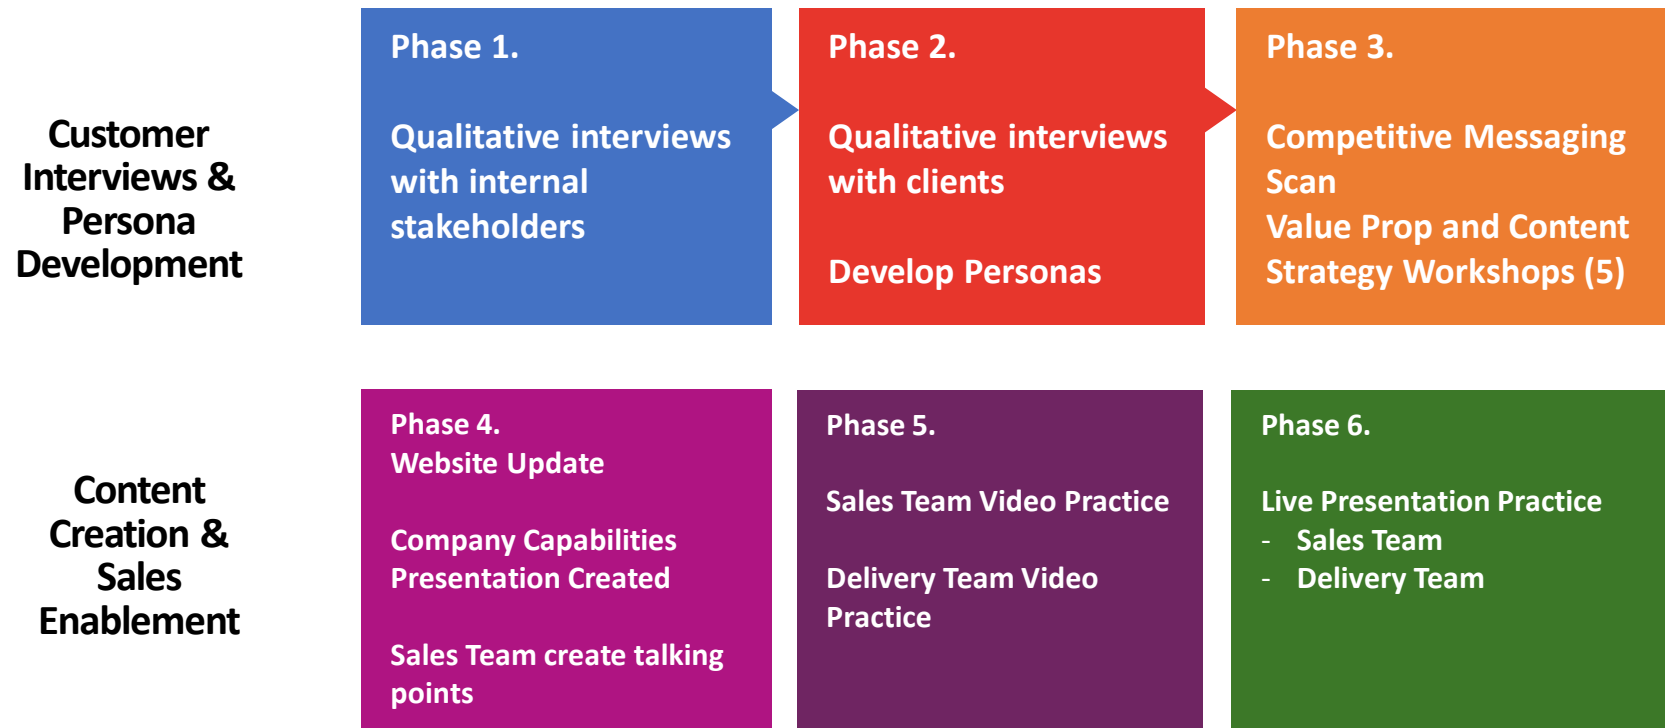 Customer
Interviews &
Persona
Development
Phase 1.
Qualitative interviews
with internal
stakeholders
Phase 2.
Qualitative interviews
with clients
Develop Personas
Phase 3.
Competitive Messaging
Scan
Value Prop and Content
Strategy Workshops (5)
Content
Creation &
Sales
Enablement
Phase 4.
Website Update
Company Capabilities
Presentation Created
Sales Team create talking
points
Phase 5.
Sales Team Video Practice
Delivery Team Video
Practice
Phase 6.
Live Presentation Practice
- Sales Team
- Delivery Team